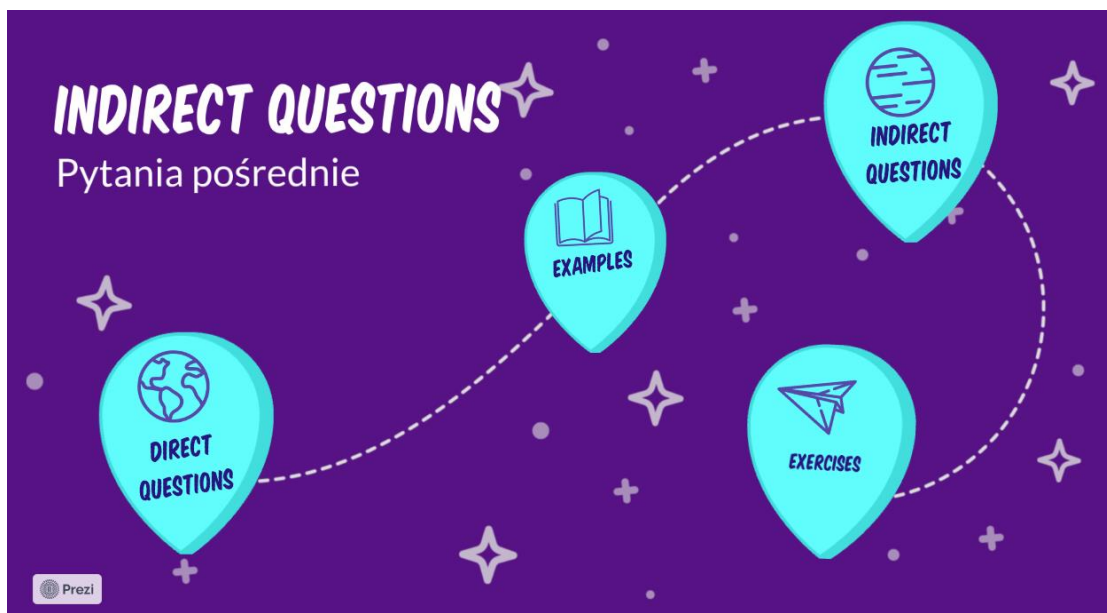 INDIRECT QUESTIONS
Pytania pośrednie
DIRECT
QUESTIONS
EXAMPLES
INDIRECT
QUESTIONS
EXERCISES
Prezi